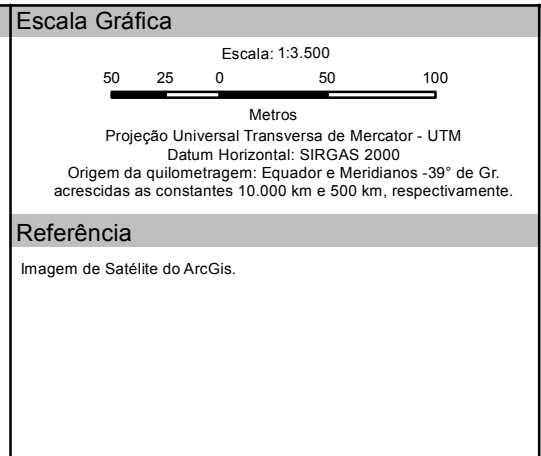 Escala Gráfica
Escala: 1:3.500
50 25 0 50 100
Metros
Projeção Universal Transversa de Mercator - UTM
Datum Horizontal: SIRGAS 2000
Origem da quilometragem: Equador e Meridianos -39° de Gr.
acrescidas as constantes 10.000 km e 500 km, respectivamente.
Referência
Imagem de Satélite do ArcGis.